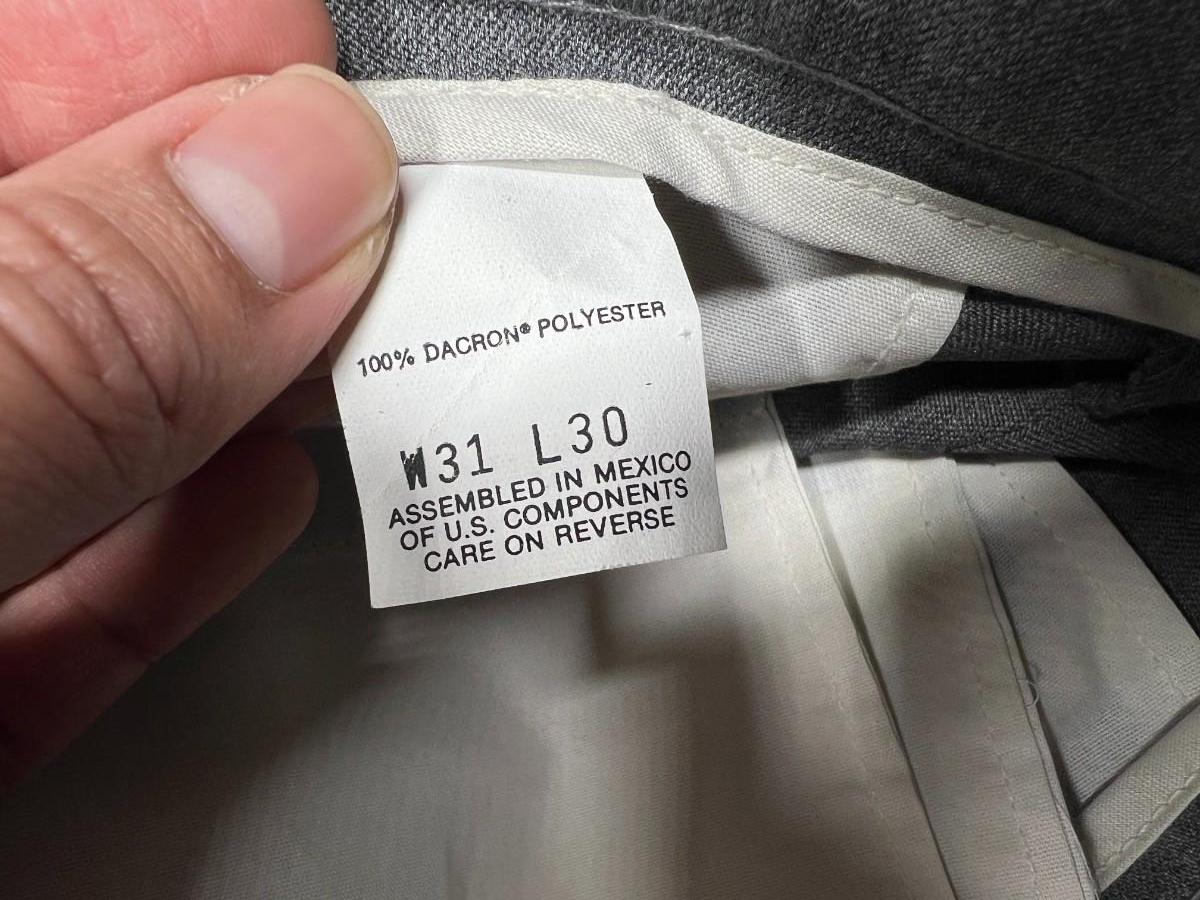 100% DACRON® POLYESTER
W31 L30
ASSEMBLED IN MEXICO
OF U.S. COMPONENTS
CARE ON REVERSE